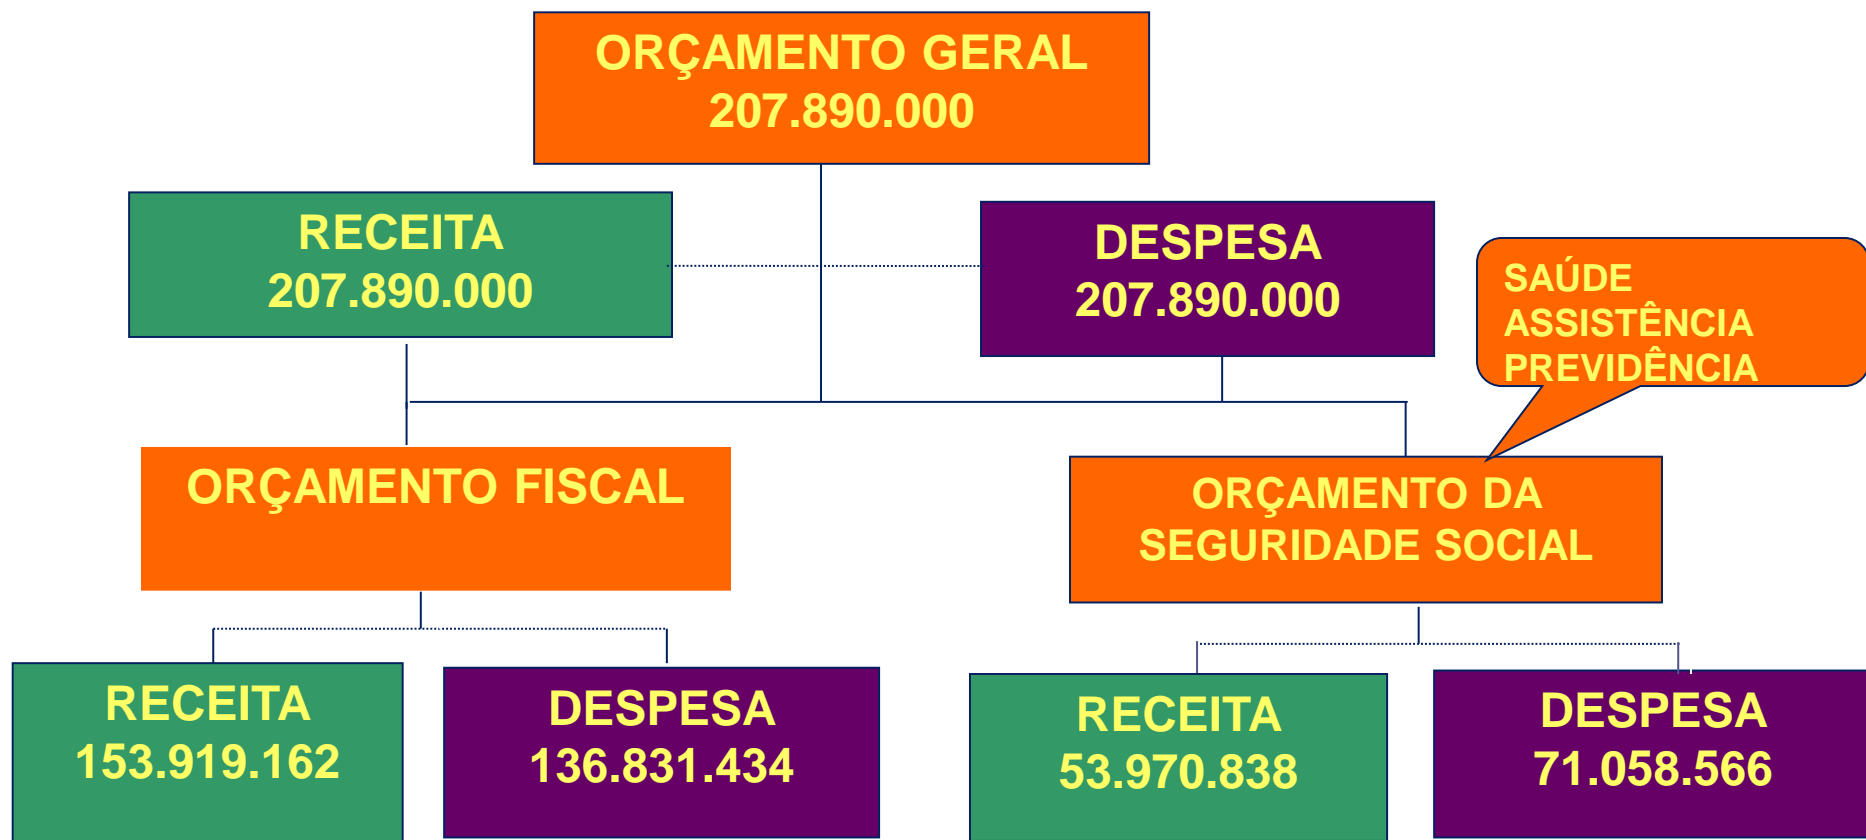 ORÇAMENTO GERAL
207.890.000
RECEITA
207.890.000
DESPESA
207.890.000
SAÚDE
ASSISTÊNCIA
PREVIDÊNCIA
ORÇAMENTO FISCAL
ORÇAMENTO DA
SEGURIDADE SOCIAL
RECEITA
153.919.162
DESPESA
136.831.434
RECEITA
53.970.838
DESPESA
71.058.566